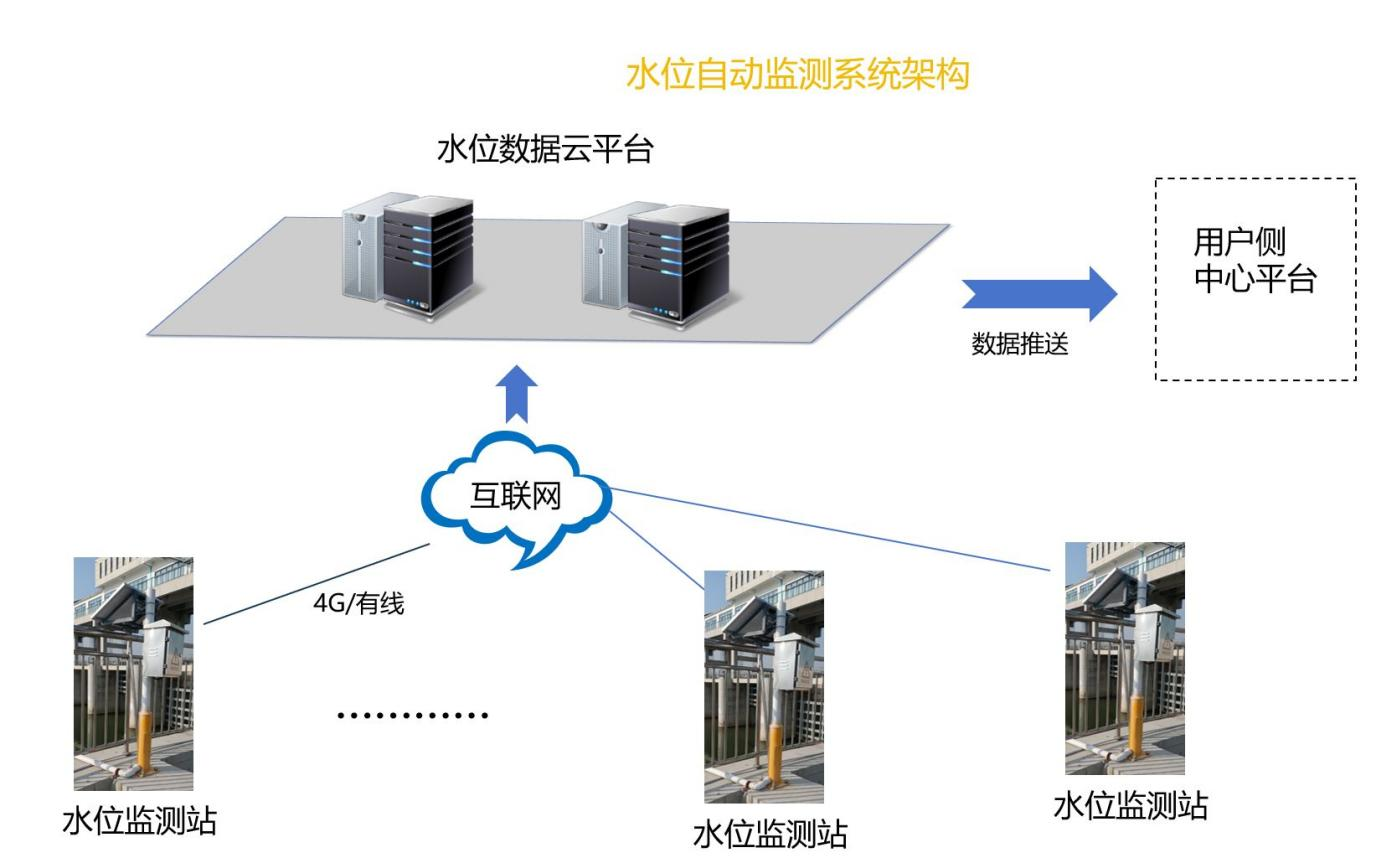 水位自动监测系统架构
水位数据云平台
用户侧
中心平台
数据推送
互联网
4G/有线
............
水位监测站
水位监测站
水位监测站